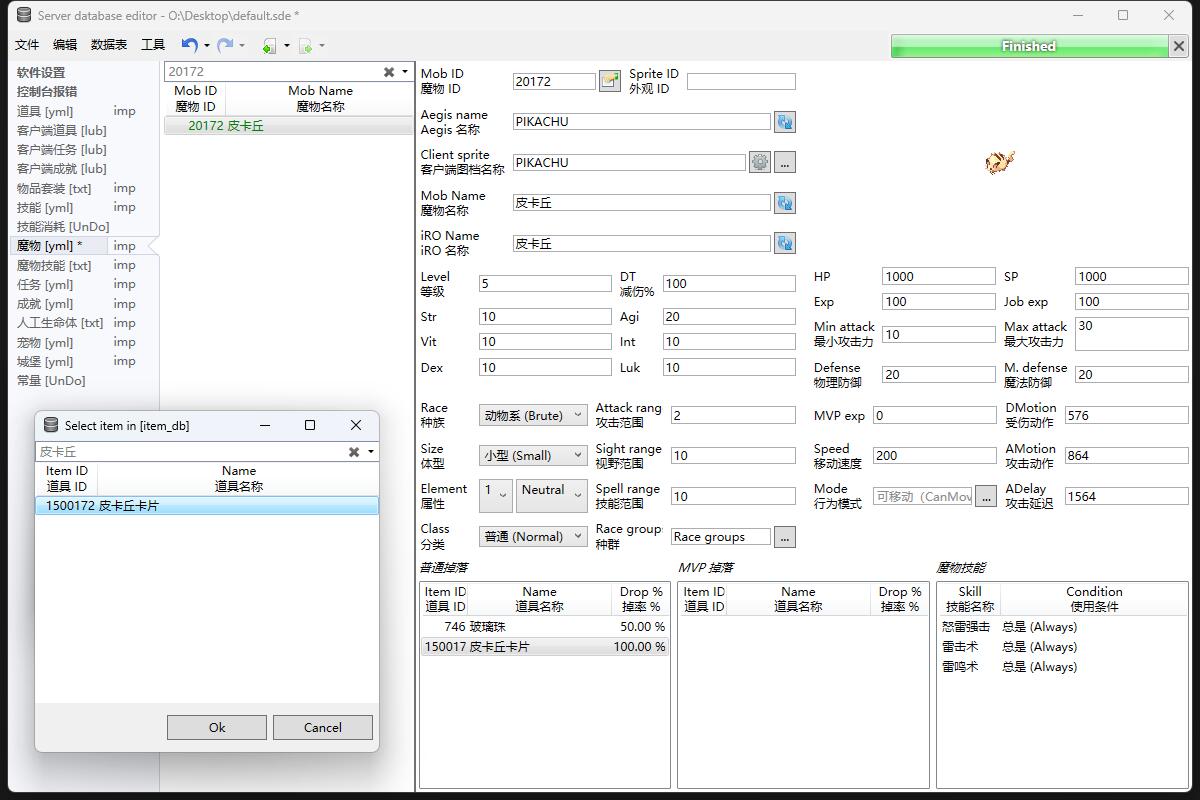 Server database editor - O:\Desktop\default.sde *
文件 编辑 数据表 工具
Finished
软件设置
控制台报错
道具 [yml] imp
客户端道具 [lub]
客户端任务 [lub]
客户端成就 [lub]
物品套装 [txt] imp
技能 [yml] imp
技能消耗 [UnDo]
魔物 [yml] * imp
魔物技能 [txt] imp
任务 [yml] imp
成就 [yml] imp
人工生命体 [txt] imp
宠物 [yml] imp
城堡 [yml] imp
常量 [UnDo]
20172
Mob ID Mob Name
魔物 ID 魔物名称
20172 皮卡丘
Mob ID
魔物 ID
20172
Sprite ID
外观 ID
Aegis name
Aegis 名称
PIKACHU
Client sprite
客户端图档名称
PIKACHU
...
Mob Name
魔物名称
皮卡丘
iRO Name
iRO 名称
皮卡丘
Level
等级
5
DT
减伤%
100
Str 10 Agi 20
Vit 10 Int 10
Dex 10 Luk 10
HP 1000 SP 1000
Exp 100 Job exp 100
Min attack
最小攻击力
10
Max attack
最大攻击力
30
Defense
物理防御
20
M. defense
魔法防御
20
Race
种族
动物系 (Brute)
Attack rang
攻击范围
2
MVP exp 0
DMotion
受伤动作
576
Size
体型
小型 (Small)
Sight range
视野范围
10
Speed
移动速度
200
AMotion
攻击动作
864
Element
属性
1 Neutral
Spell range
技能范围
10
Mode
行为模式
可移动（CanMov
...
ADelay
攻击延迟
1564
Class
分类
普通 (Normal)
Race group:
种群
Race groups
...
普通掉落
Item ID Name Drop %
道具 ID 道具名称 掉率 %
746 玻璃珠 50.00 %
150017 皮卡丘卡片 100.00 %
MVP 掉落
Item ID Name Drop %
道具 ID 道具名称 掉率 %
魔物技能
Skill Condition
技能名称 使用条件
怒雷强击 总是 (Always)
雷击术 总是 (Always)
雷鸣术 总是 (Always)
Select item in [item_db]
皮卡丘
Item ID Name
道具 ID 道具名称
1500172 皮卡丘卡片
Ok Cancel